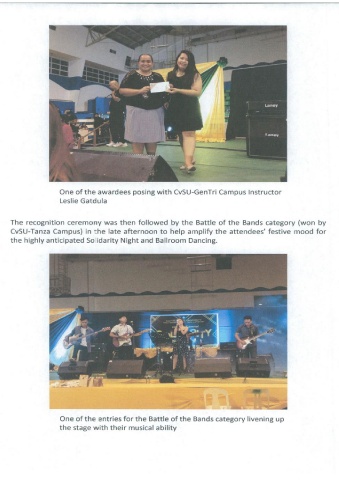 Laney
Laney
One of the awardees posing with CvSU-GenTri Campus Instructor
Leslie Gatdula
The recognition ceremony was then followed by the Battle of the Bands category (won by
CvSU-Tanza Campus) in the late afternoon to help amplify the attendees' festive mood for
the highly anticipated Solidarity Night and Ballroom Dancing.
One of the entries for the Battle of the Bands category livening up
the stage with their musical ability